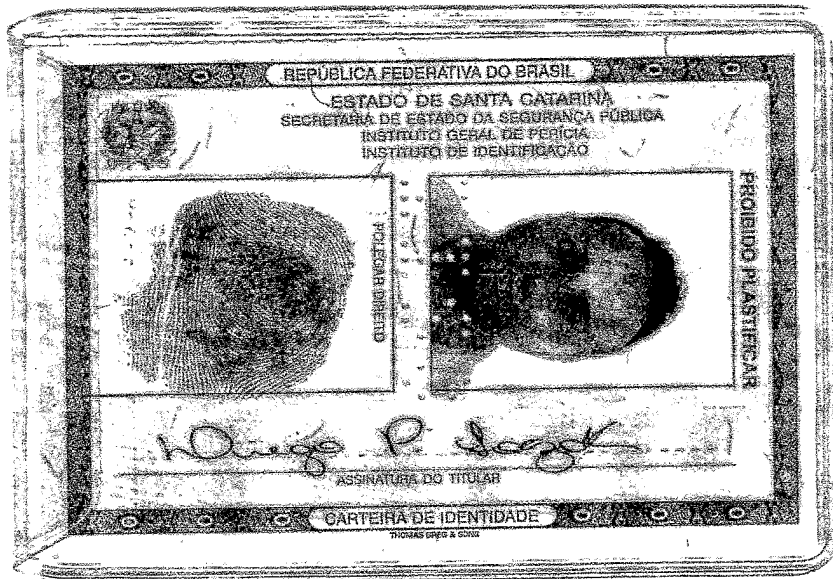 REPÚBLICA FEDERATIVA DO BRASIL
ESTADO DE SANTA CATARINA
SECRETARIA DE ESTADO DA SEGURANÇA PÚBLICA
INSTITUTO GERAL DE PERÍCIA
INSTITUTO DE IDENTIFICAÇÃO
POLEGAR DIREITO
PROIBIDO PLASTIFICAR
Diego P.
ASSINATURA DO TITULAR
CARTEIRA DE IDENTIDADE
THOMAS GREG & SONS